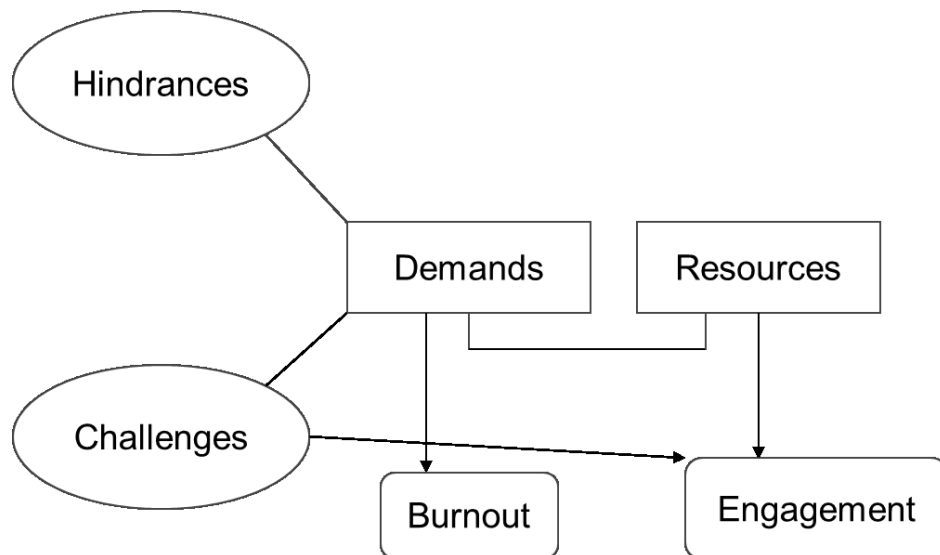 Hindrances
Demands
Resources
Challenges
Burnout
Engagement